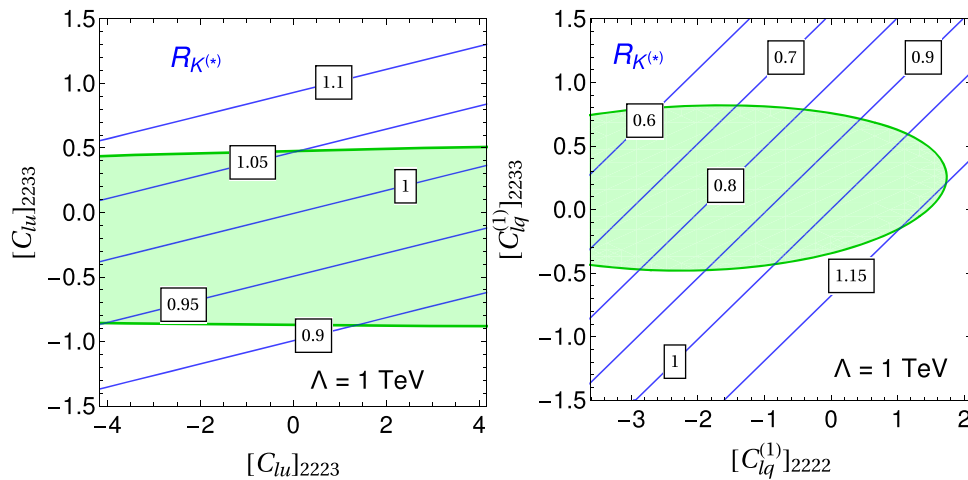 R_{K^{(*)}}
1.1
1.05
1
0.95
0.9
Λ = 1 TeV
1.5
1.0
0.5
0.0
−0.5
−1.0
−1.5
−4 −2 0 2 4
[C_{lu}]_{2233}
[C_{lu}]_{2223}
R_{K^{(*)}}
0.6
0.7
0.9
0.8
1.15
1
Λ = 1 TeV
1.5
1.0
0.5
0.0
−0.5
−1.0
−1.5
−3 −2 −1 0 1 2
[C_{lq}^{(1)}]_{2233}
[C_{lq}^{(1)}]_{2222}